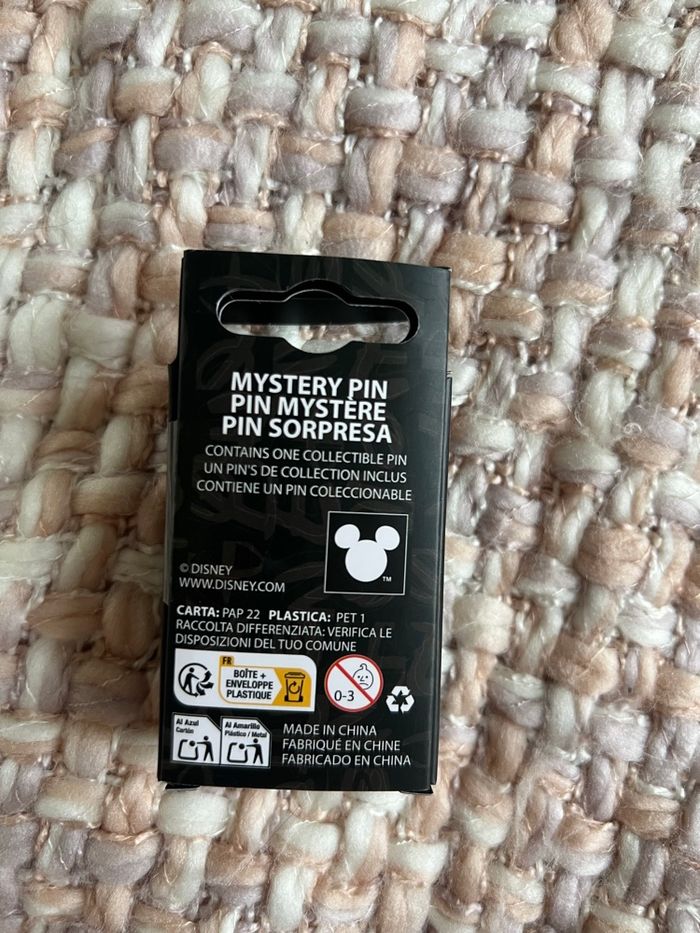 MYSTERY PIN
PIN MYSTÈRE
PIN SORPRESA
CONTAINS ONE COLLECTIBLE PIN
UN PIN'S DE COLLECTION INCLUS
CONTIENE UN PIN COLECCIONABLE
TM
© DISNEY
WWW.DISNEY.COM
CARTA: PAP 22 PLASTICA: PET 1
RACCOLTA DIFFERENZIATA: VERIFICA LE
DISPOSIZIONI DEL TUO COMUNE
FR
BOÎTE +
ENVELOPPE
PLASTIQUE
0-3
Al Azul
Cartón
Al Amarillo
Plástico / Metal
MADE IN CHINA
FABRIQUÉ EN CHINE
FABRICADO EN CHINA